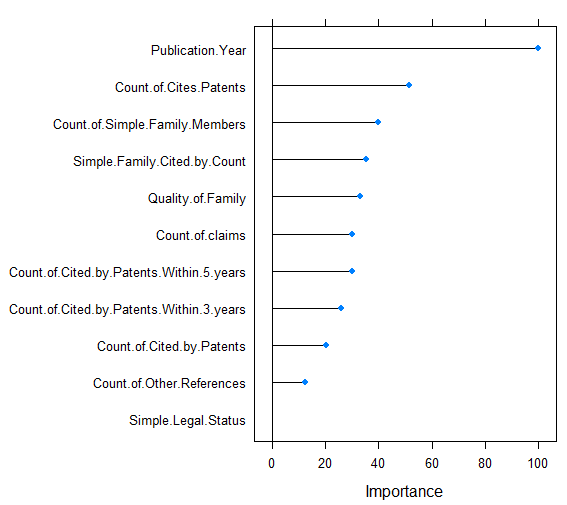 Publication.Year
Count.of.Cites.Patents
Count.of.Simple.Family.Members
Simple.Family.Cited.by.Count
Quality.of.Family
Count.of.claims
Count.of.Cited.by.Patents.Within.5.years
Count.of.Cited.by.Patents.Within.3.years
Count.of.Cited.by.Patents
Count.of.Other.References
Simple.Legal.Status
0 20 40 60 80 100
Importance